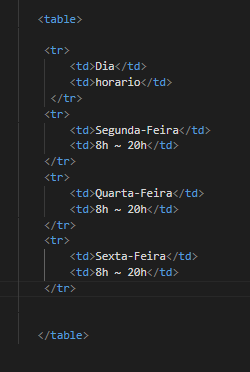 <table>
<tr>
<td>Dia</td>
<td>horario</td>
</tr>
<tr>
<td>Segunda-Feira</td>
<td>8h ~ 20h</td>
</tr>
<tr>
<td>Quarta-Feira</td>
<td>8h ~ 20h</td>
</tr>
<tr>
<td>Sexta-Feira</td>
<td>8h ~ 20h</td>
</tr>
</table>